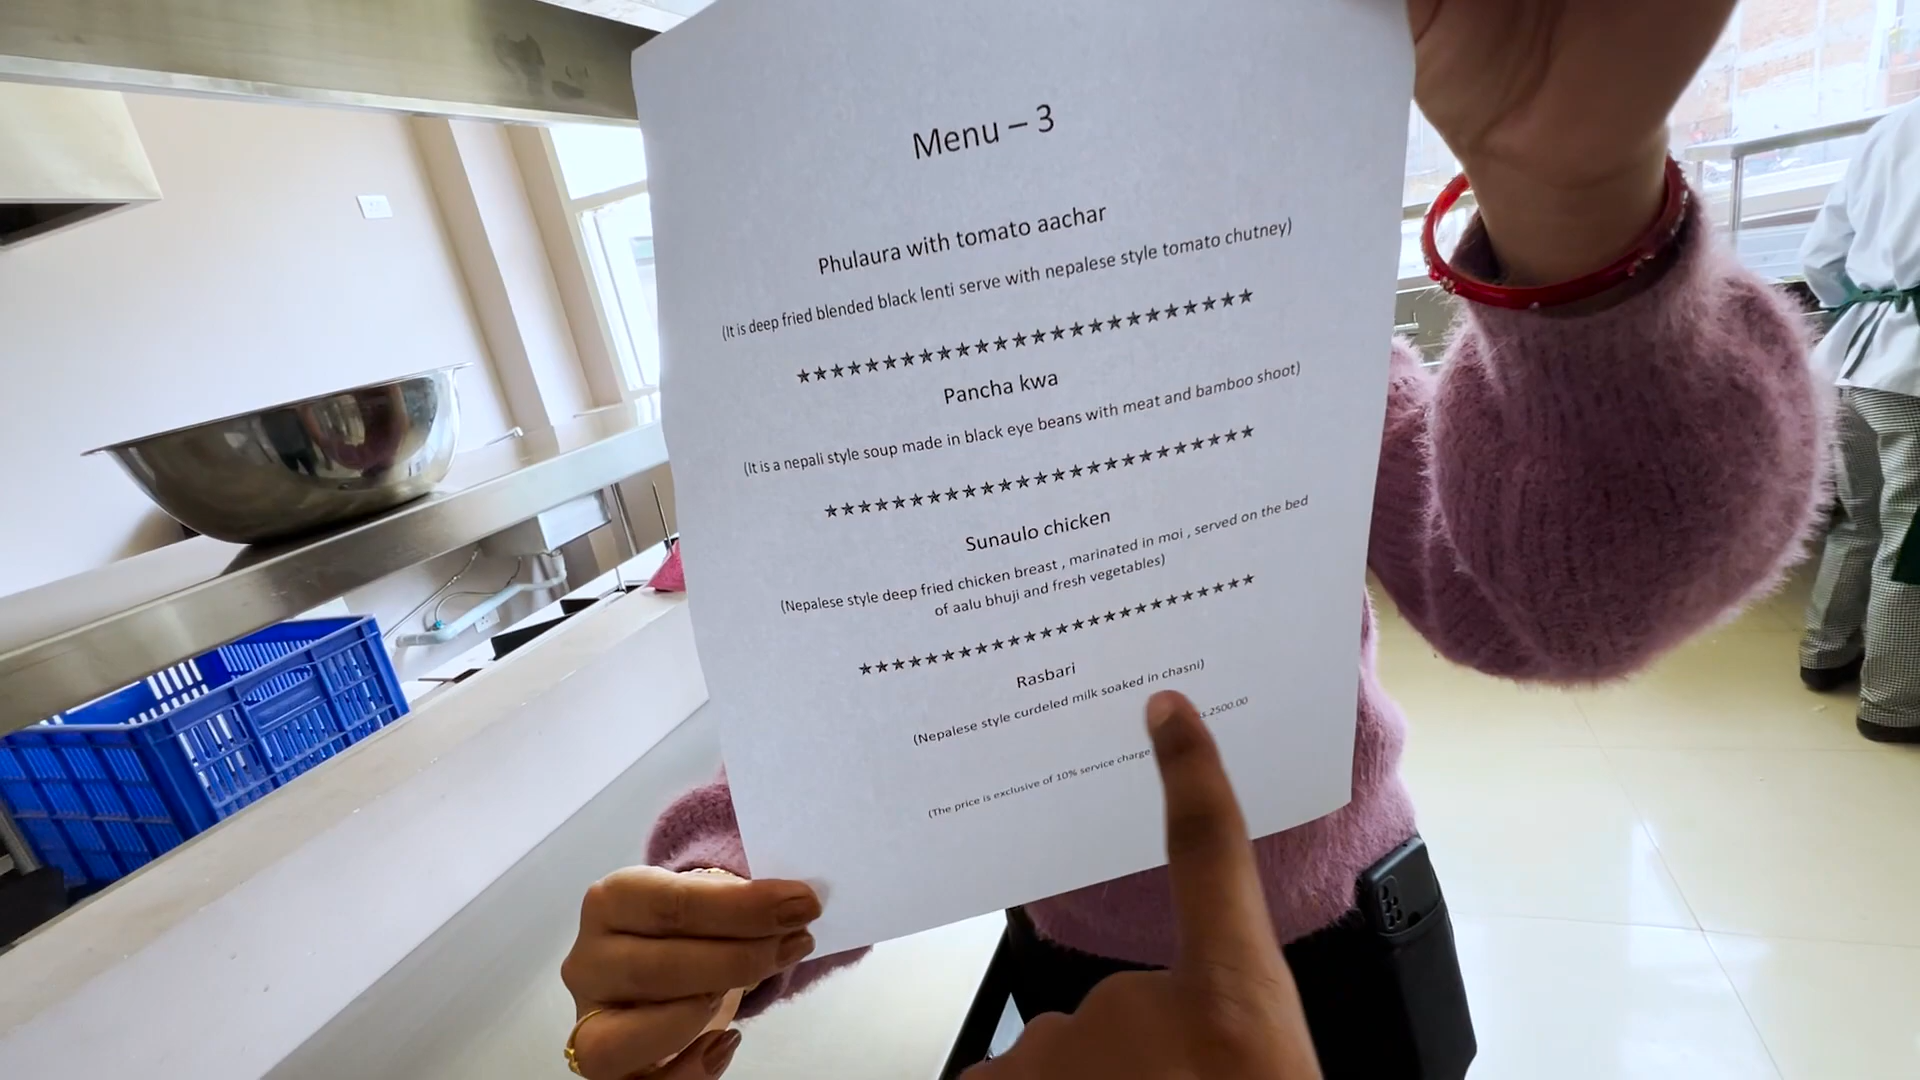 Menu – 3
Phulaura with tomato aachar
(It is deep fried blended black lenti serve with nepalese style tomato chutney)
✯✯✯✯✯✯✯✯✯✯✯✯✯✯✯✯✯✯✯✯✯✯✯✯✯
Pancha kwa
(It is a nepali style soup made in black eye beans with meat and bamboo shoot)
✯✯✯✯✯✯✯✯✯✯✯✯✯✯✯✯✯✯✯✯✯✯✯✯✯
Sunaulo chicken
(Nepalese style deep fried chicken breast , marinated in moi , served on the bed
of aalu bhuji and fresh vegetables)
✯✯✯✯✯✯✯✯✯✯✯✯✯✯✯✯✯✯✯✯✯✯✯✯✯
Rasbari
(Nepalese style curdeled milk soaked in chasni)
2500.00
(The price is exclusive of 10% service charge